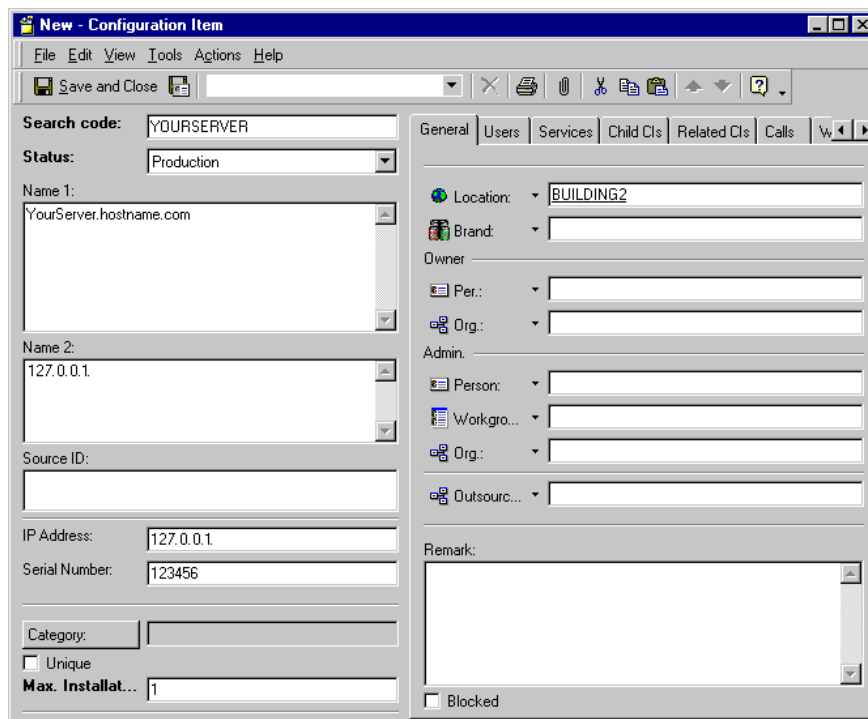 New - Configuration Item
File Edit View Tools Actions Help
Save and Close
Search code: YOURSERVER
Status: Production
Name 1:
YourServer.hostname.com
Name 2:
127.0.0.1
Source ID:
IP Address: 127.0.0.1
Serial Number: 123456
Category:
Unique
Max. Installat... 1
General Users Services Child CIs Related CIs Calls W
Location: BUILDING2
Brand:
Owner
Per.:
Org.:
Admin.
Person:
Workgro...
Org.:
Outsourc...
Remark:
Blocked